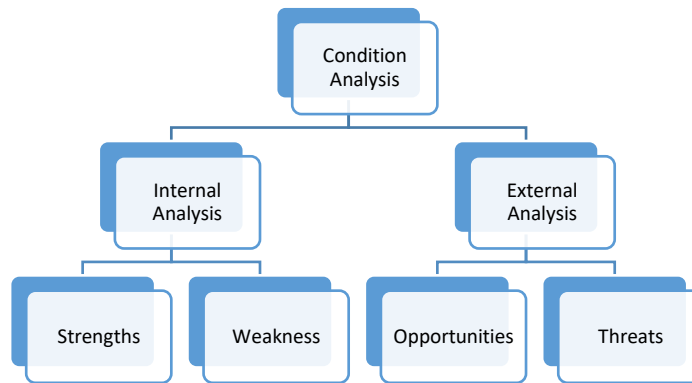 Condition
Analysis
Internal
Analysis
External
Analysis
Strengths
Weakness
Opportunities
Threats